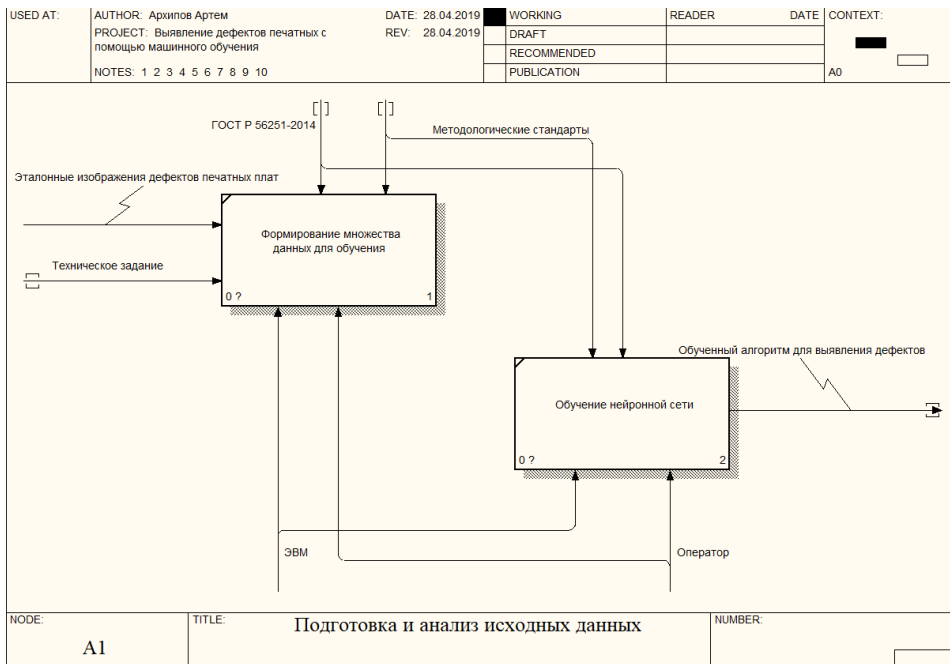 USED AT:
AUTHOR: Архипов Артем
DATE: 28.04.2019
WORKING
READER
DATE
CONTEXT:
PROJECT: Выявление дефектов печатных с
помощью машинного обучения
REV: 28.04.2019
DRAFT
RECOMMENDED
NOTES: 1 2 3 4 5 6 7 8 9 10
PUBLICATION
A0
ГОСТ Р 56251-2014
Методологические стандарты
Эталонные изображения дефектов печатных плат
Формирование множества
данных для обучения
Техническое задание
0 ?
1
Обученный алгоритм для выявления дефектов
Обучение нейронной сети
0 ?
2
ЭВМ
Оператор
NODE:
TITLE:
NUMBER:
A1
Подготовка и анализ исходных данных